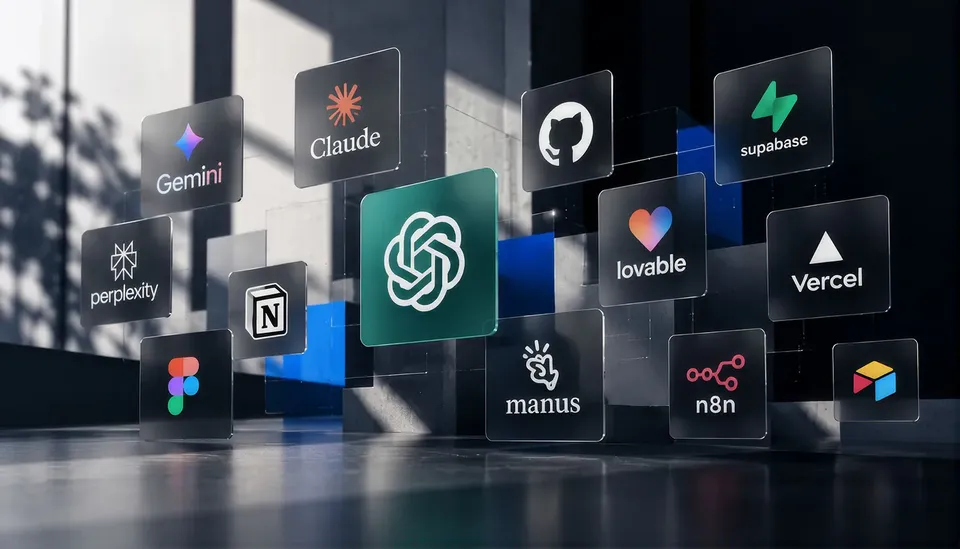 Claude
supabase
Gemini
lovable
Vercel
perplexity
N
manus
n8n